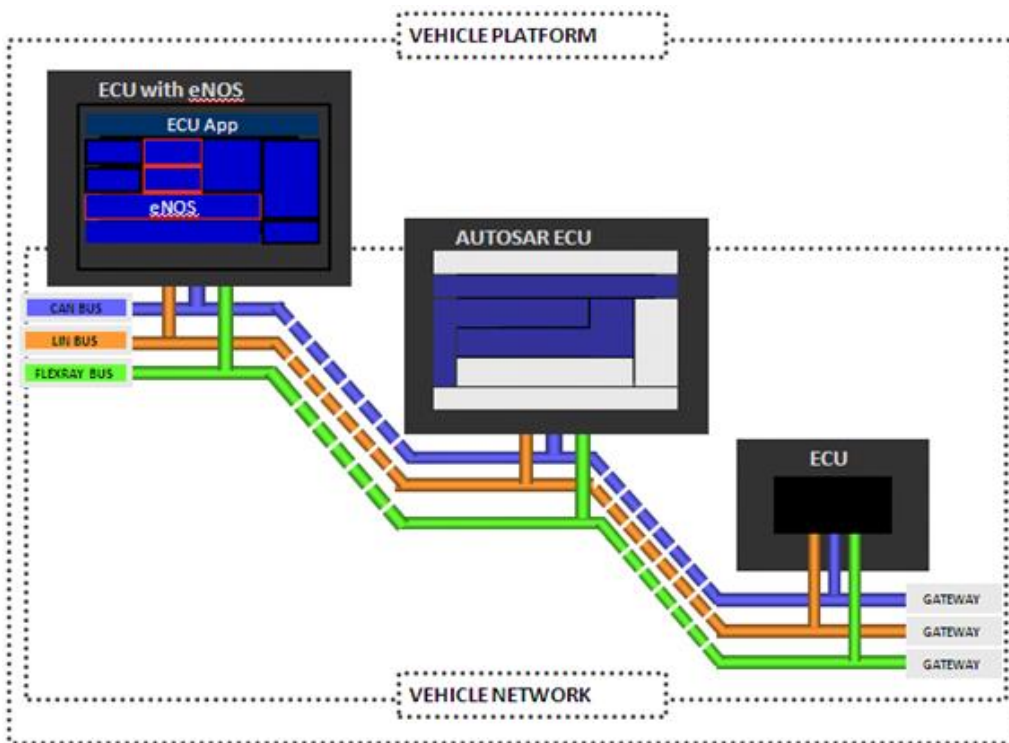 VEHICLE PLATFORM
ECU with eNOS
ECU App
eNOS
AUTOSAR ECU
CAN BUS
LIN BUS
FLEXRAY BUS
ECU
GATEWAY
GATEWAY
GATEWAY
VEHICLE NETWORK